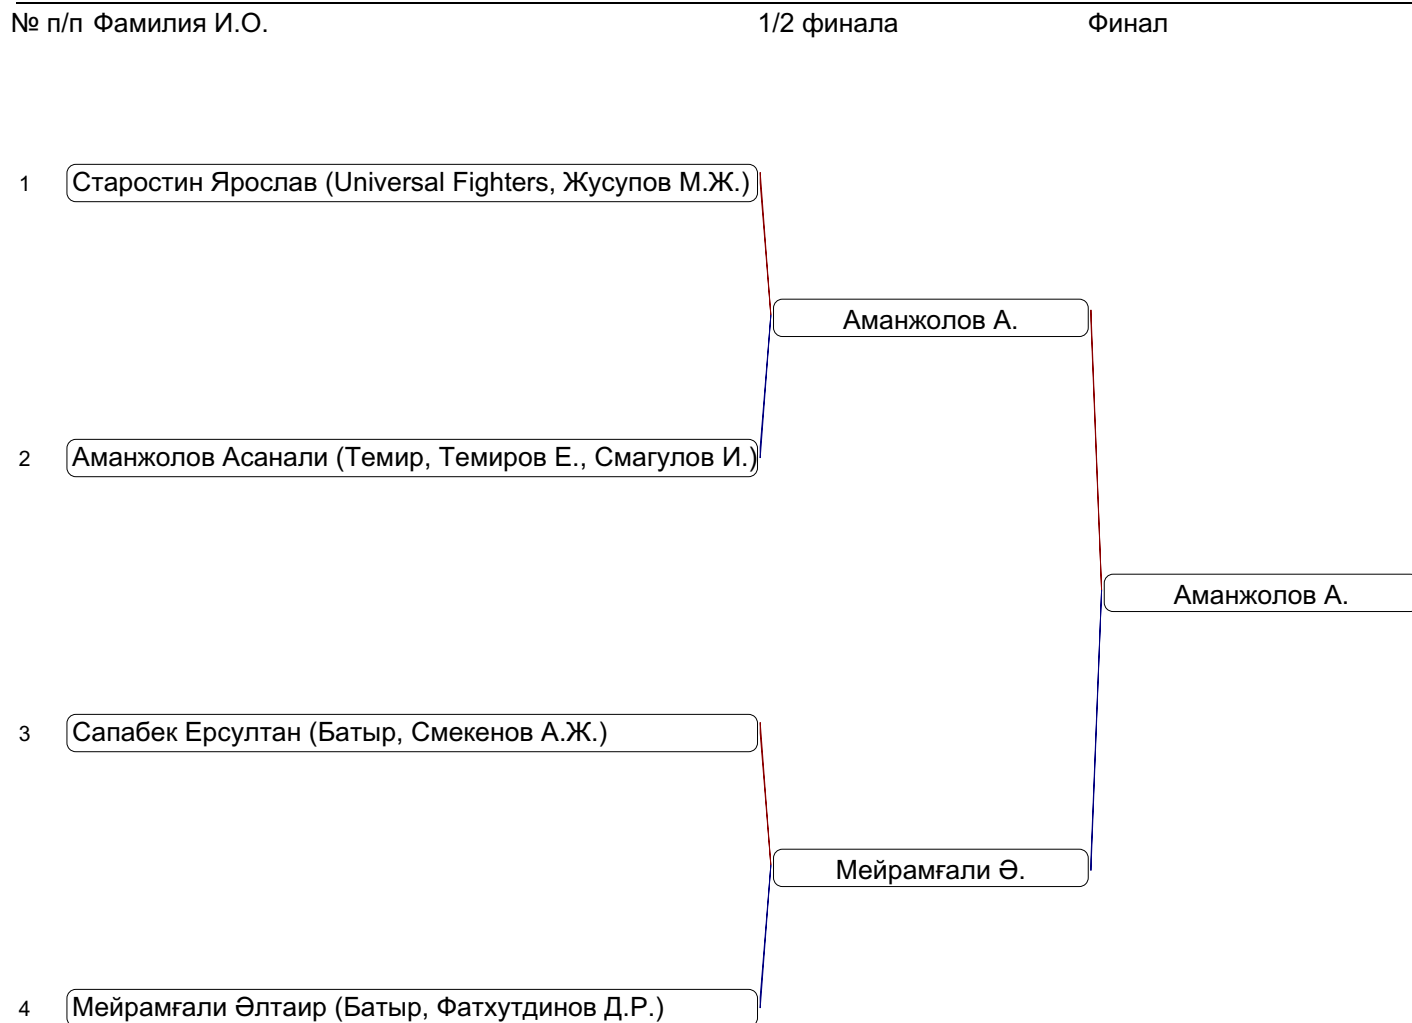 № п/п Фамилия И.О. 1/2 финала Финал
1 Старостин Ярослав (Universal Fighters, Жусупов М.Ж.)
Аманжолов А.
2 Аманжолов Асанали (Темир, Темиров Е., Смагулов И.)
Аманжолов А.
3 Сапабек Ерсултан (Батыр, Смекенов А.Ж.)
Мейрамғали Ә.
4 Мейрамғали Әлтаир (Батыр, Фатхутдинов Д.Р.)